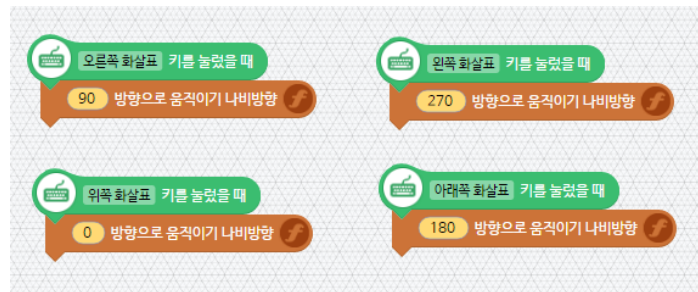 오른쪽 화살표 키를 눌렀을 때
90 방향으로 움직이기 나비방향 f
왼쪽 화살표 키를 눌렀을 때
270 방향으로 움직이기 나비방향 f
위쪽 화살표 키를 눌렀을 때
0 방향으로 움직이기 나비방향 f
아래쪽 화살표 키를 눌렀을 때
180 방향으로 움직이기 나비방향 f